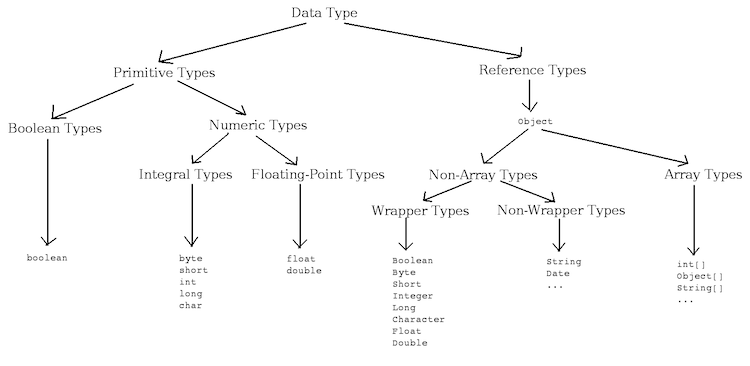 Data Type
Primitive Types
Reference Types
Boolean Types
Numeric Types
Object
Integral Types
Floating-Point Types
Non-Array Types
Array Types
Wrapper Types
Non-Wrapper Types
boolean
byte
short
int
long
char
float
double
Boolean
Byte
Short
Integer
Long
Character
Float
Double
String
Date
...
int[]
Object[]
String[]
...